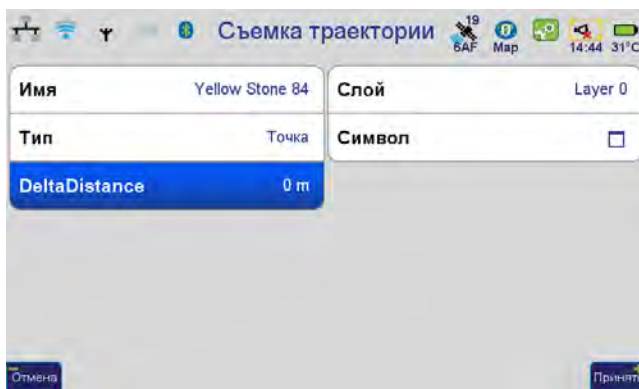 Съемка траектории
19
6AF
Map
14:44 31°C
Имя Yellow Stone 84
Слой Layer 0
Тип Точка
Символ
DeltaDistance 0 m
Отмена
Принят